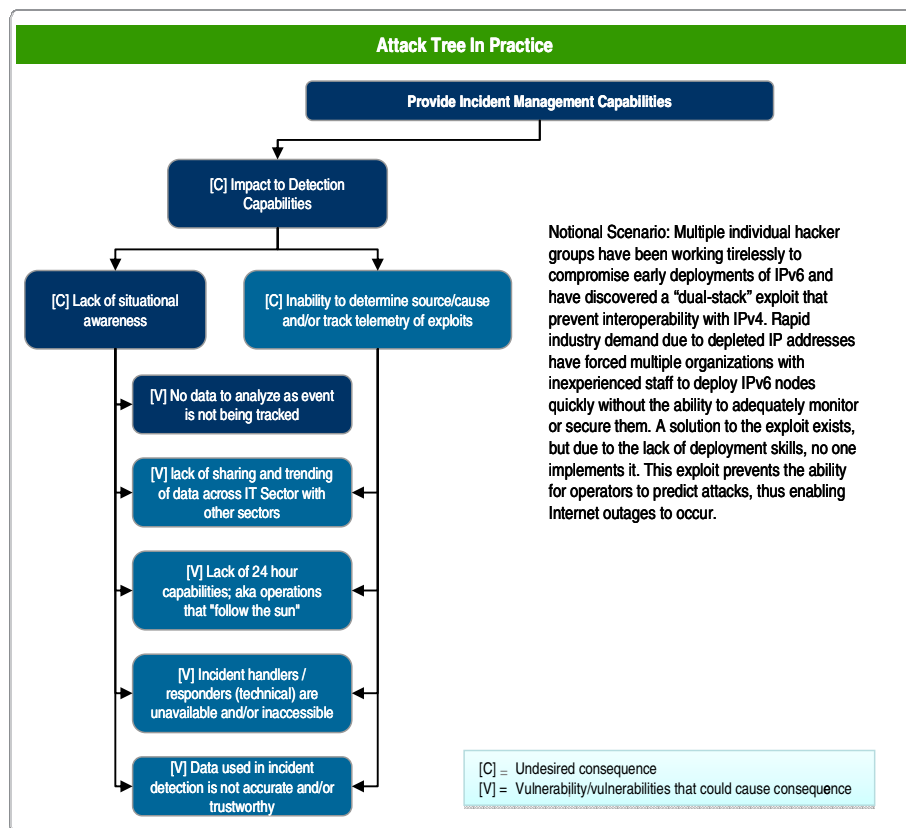 Attack Tree In Practice
Provide Incident Management Capabilities
[C] Impact to Detection
Capabilities
[C] Lack of situational
awareness
[C] Inability to determine source/cause
and/or track telemetry of exploits
[V] No data to analyze as event
is not being tracked
[V] lack of sharing and trending
of data across IT Sector with
other sectors
[V] Lack of 24 hour
capabilities; aka operations
that "follow the sun"
[V] Incident handlers /
responders (technical) are
unavailable and/or inaccessible
[V] Data used in incident
detection is not accurate and/or
trustworthy
Notional Scenario: Multiple individual hacker
groups have been working tirelessly to
compromise early deployments of IPv6 and
have discovered a “dual-stack” exploit that
prevent interoperability with IPv4. Rapid
industry demand due to depleted IP addresses
have forced multiple organizations with
inexperienced staff to deploy IPv6 nodes
quickly without the ability to adequately monitor
or secure them. A solution to the exploit exists,
but due to the lack of deployment skills, no one
implements it. This exploit prevents the ability
for operators to predict attacks, thus enabling
Internet outages to occur.
[C] = Undesired consequence
[V] = Vulnerability/vulnerabilities that could cause consequence